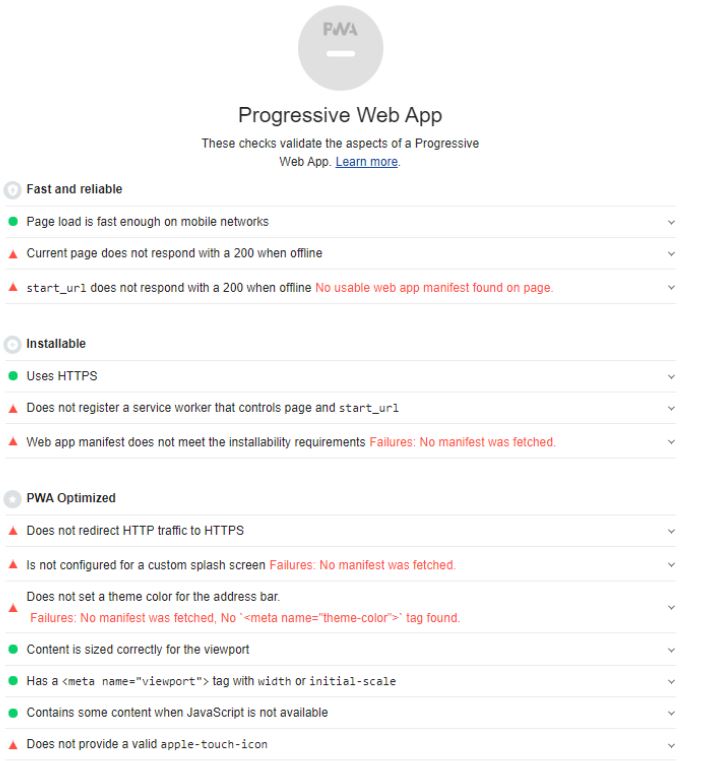 PWA
Progressive Web App
These checks validate the aspects of a Progressive
Web App. Learn more.
Fast and reliable
Page load is fast enough on mobile networks
Current page does not respond with a 200 when offline
start_url does not respond with a 200 when offline No usable web app manifest found on page.
Installable
Uses HTTPS
Does not register a service worker that controls page and start_url
Web app manifest does not meet the installability requirements Failures: No manifest was fetched.
PWA Optimized
Does not redirect HTTP traffic to HTTPS
Is not configured for a custom splash screen Failures: No manifest was fetched.
Does not set a theme color for the address bar.
Failures: No manifest was fetched, No `<meta name="theme-color">` tag found.
Content is sized correctly for the viewport
Has a <meta name="viewport"> tag with width or initial-scale
Contains some content when JavaScript is not available
Does not provide a valid apple-touch-icon